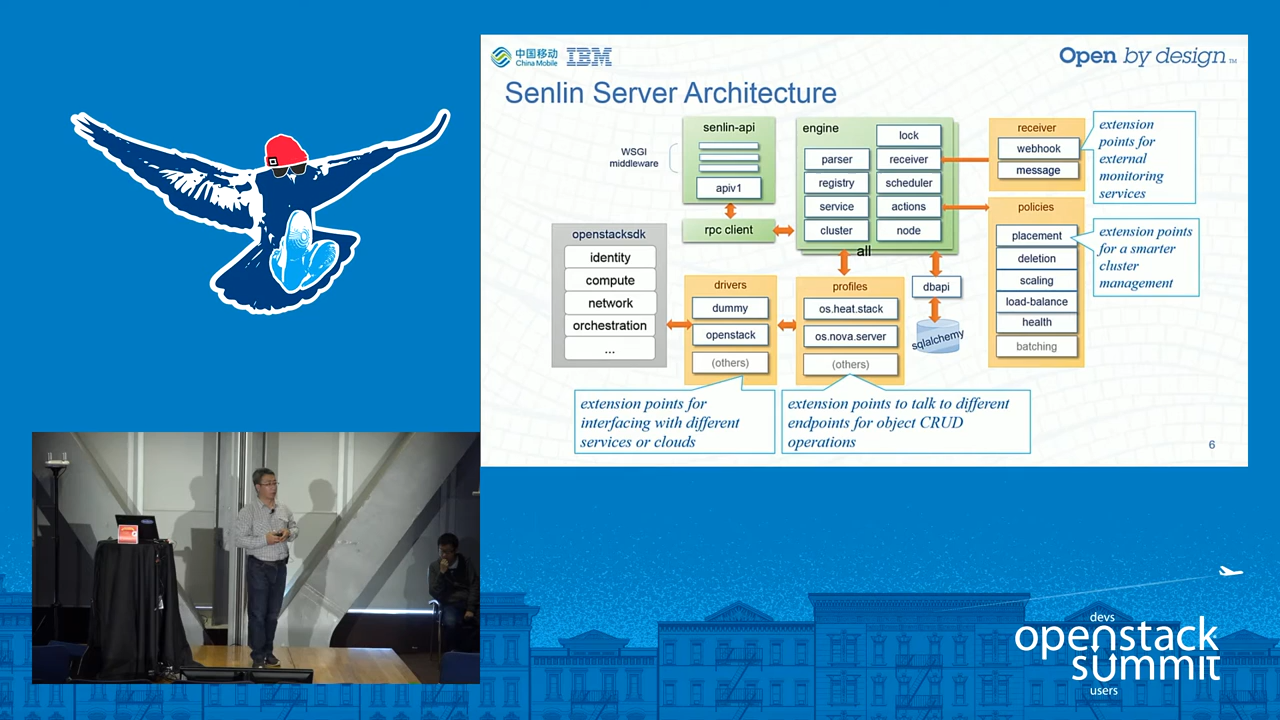 中国移动
China Mobile
IBM
Open by design™
Senlin Server Architecture
WSGI
middleware
senlin-api
apiv1
rpc client
engine
lock
parser
receiver
registry
scheduler
service
actions
cluster
node
all
receiver
webhook
message
extension
points for
external
monitoring
services
policies
placement
deletion
scaling
load-balance
health
batching
extension points
for a smarter
cluster
management
openstacksdk
identity
compute
network
orchestration
...
drivers
dummy
openstack
(others)
profiles
os.heat.stack
os.nova.server
(others)
dbapi
sqlalchemy
extension points for
interfacing with different
services or clouds
extension points to talk to different
endpoints for object CRUD
operations
6
devs
openstack
summit
users